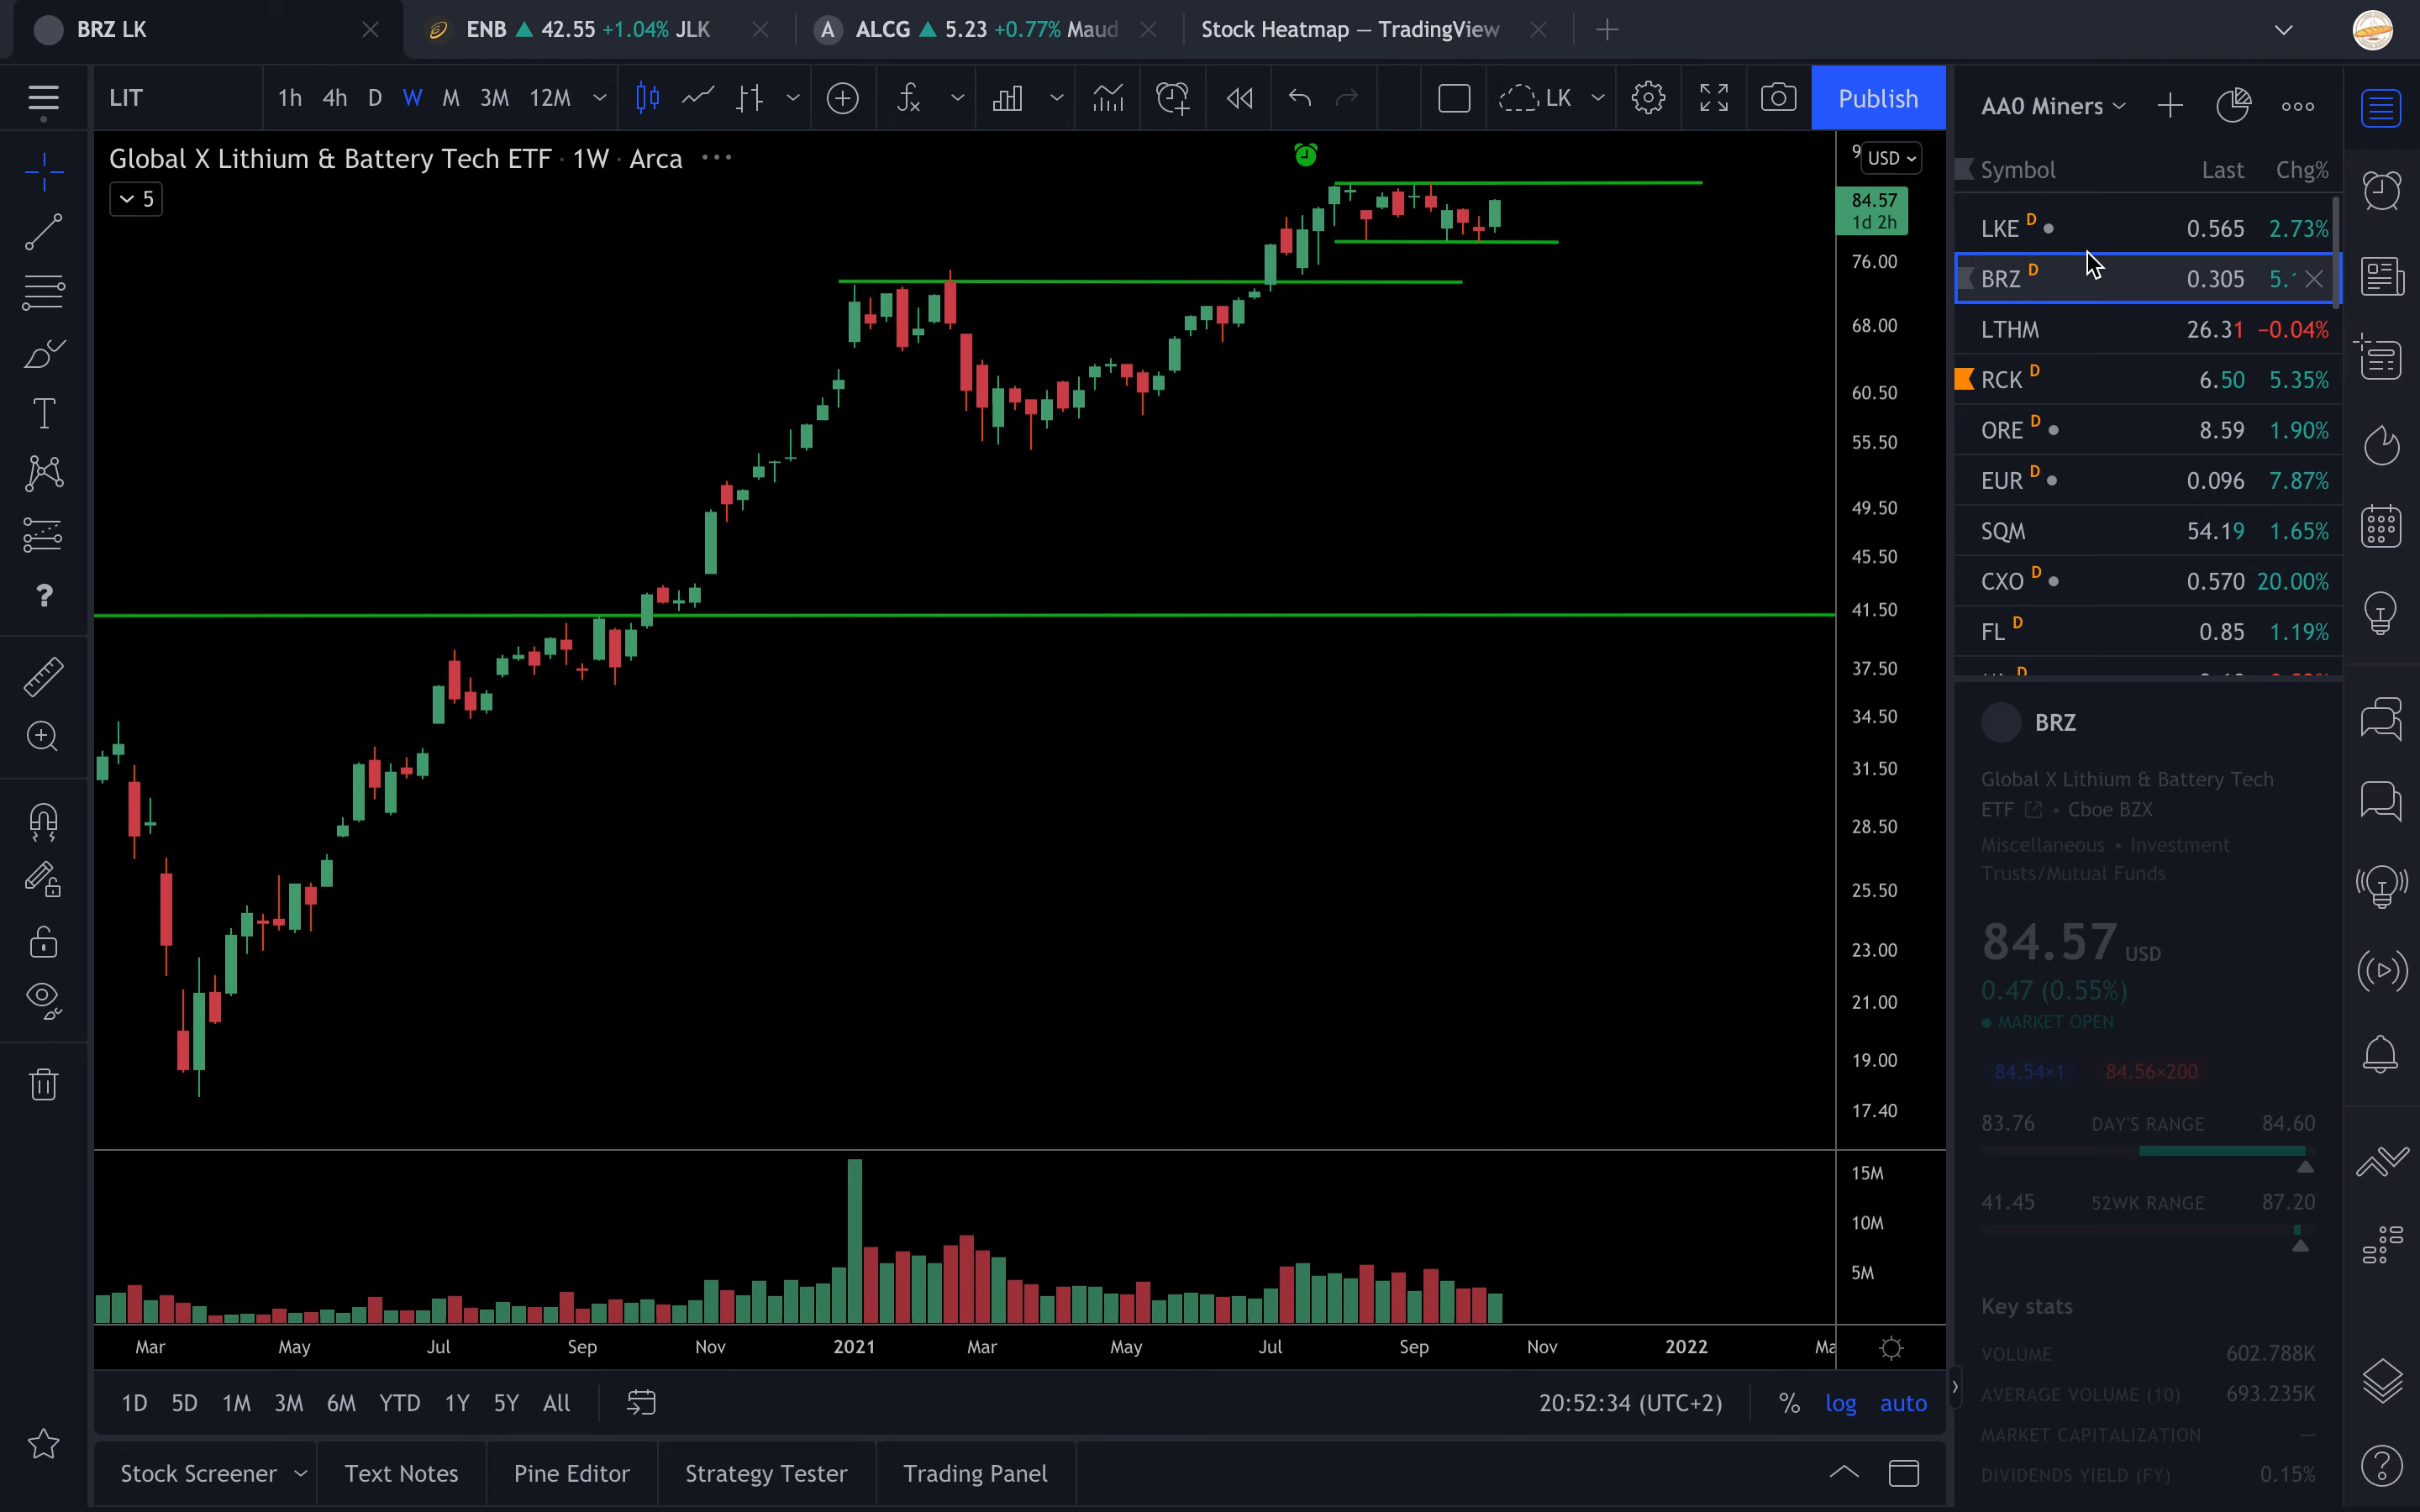 BRZ LK
ENB 42.55 +1.04% JLK
A ALCG 5.23 +0.77% Maud
Stock Heatmap — TradingView
LIT
1h 4h D W M 3M 12M
LK
Publish
AA0 Miners
Global X Lithium & Battery Tech ETF · 1W · Arca
5
USD
84.57
1d 2h
76.00
68.00
60.50
55.50
49.50
45.50
41.50
37.50
34.50
31.50
28.50
25.50
23.00
21.00
19.00
17.40
15M
10M
5M
Mar May Jul Sep Nov 2021 Mar May Jul Sep Nov 2022
1D 5D 1M 3M 6M YTD 1Y 5Y All
20:52:34 (UTC+2) % log auto
Stock Screener Text Notes Pine Editor Strategy Tester Trading Panel
Symbol Last Chg%
LKE D 0.565 2.73%
BRZ D 0.305
LTHM 26.31 −0.04%
RCK D 6.50 5.35%
ORE D 8.59 1.90%
EUR D 0.096 7.87%
SQM 54.19 1.65%
CXO D 0.570 20.00%
FL D 0.85 1.19%
BRZ
Global X Lithium & Battery Tech
ETF • Cboe BZX
Miscellaneous • Investment
Trusts/Mutual Funds
84.57 USD
0.47 (0.55%)
MARKET OPEN
84.54×1 84.56×200
83.76 DAY'S RANGE 84.60
41.45 52WK RANGE 87.20
Key stats
VOLUME 602.788K
AVERAGE VOLUME (10) 693.235K
MARKET CAPITALIZATION —
DIVIDENDS YIELD (FY) 0.15%